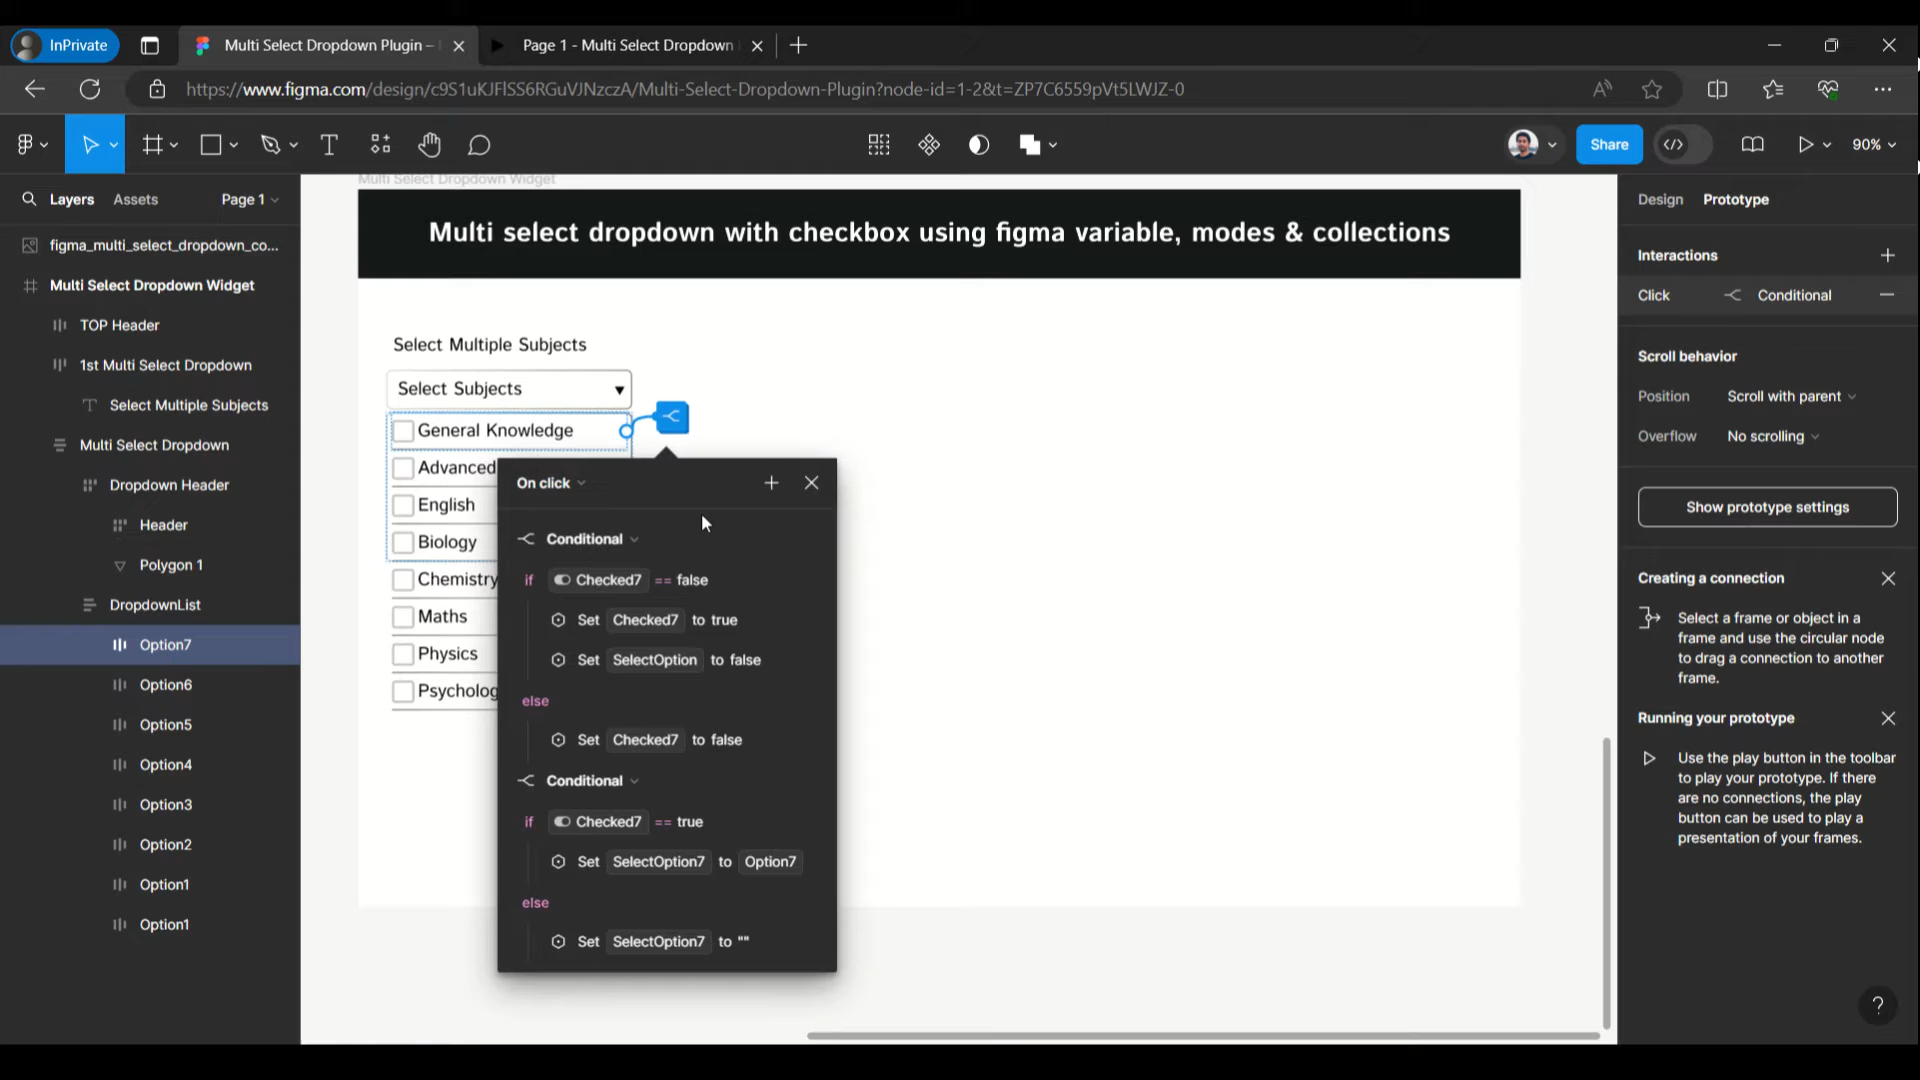 InPrivate
Multi Select Dropdown Plugin –
Page 1 - Multi Select Dropdown
https://www.figma.com/design/c9S1uKJFlSS6RGuVJNzczA/Multi-Select-Dropdown-Plugin?node-id=1-2&t=ZP7C6559pVt5LWJZ-0
Share
90%
Layers
Assets
Page 1
figma_multi_select_dropdown_co...
Multi Select Dropdown Widget
TOP Header
1st Multi Select Dropdown
Select Multiple Subjects
Multi Select Dropdown
Dropdown Header
Header
Polygon 1
DropdownList
Option7
Option6
Option5
Option4
Option3
Option2
Option1
Option1
Multi Select Dropdown Widget
Multi select dropdown with checkbox using figma variable, modes & collections
Select Multiple Subjects
Select Subjects
General Knowledge
Advanced
English
Biology
Chemistry
Maths
Physics
Psycholog
On click
Conditional
if Checked7 == false
Set Checked7 to true
Set SelectOption to false
else
Set Checked7 to false
Conditional
if Checked7 == true
Set SelectOption7 to Option7
else
Set SelectOption7 to ""
Design
Prototype
Interactions
Click Conditional
Scroll behavior
Position Scroll with parent
Overflow No scrolling
Show prototype settings
Creating a connection
Select a frame or object in a
frame and use the circular node
to drag a connection to another
frame.
Running your prototype
Use the play button in the toolbar
to play your prototype. If there
are no connections, the play
button can be used to play a
presentation of your frames.
?